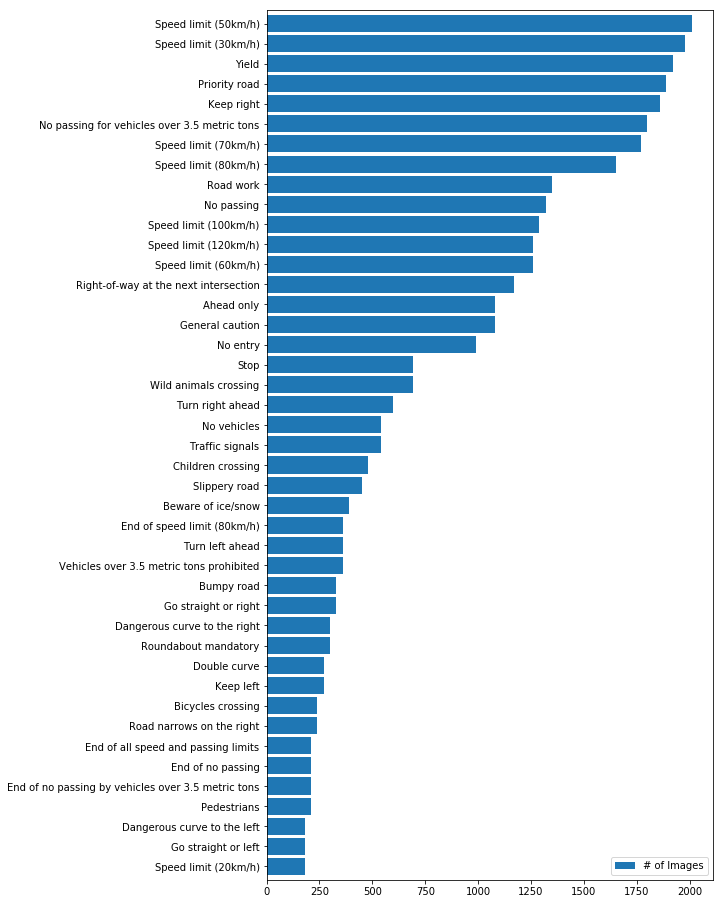 Speed limit (50km/h)
Speed limit (30km/h)
Yield
Priority road
Keep right
No passing for vehicles over 3.5 metric tons
Speed limit (70km/h)
Speed limit (80km/h)
Road work
No passing
Speed limit (100km/h)
Speed limit (120km/h)
Speed limit (60km/h)
Right-of-way at the next intersection
Ahead only
General caution
No entry
Stop
Wild animals crossing
Turn right ahead
No vehicles
Traffic signals
Children crossing
Slippery road
Beware of ice/snow
End of speed limit (80km/h)
Turn left ahead
Vehicles over 3.5 metric tons prohibited
Bumpy road
Go straight or right
Dangerous curve to the right
Roundabout mandatory
Double curve
Keep left
Bicycles crossing
Road narrows on the right
End of all speed and passing limits
End of no passing
End of no passing by vehicles over 3.5 metric tons
Pedestrians
Dangerous curve to the left
Go straight or left
Speed limit (20km/h)
# of Images
0 250 500 750 1000 1250 1500 1750 2000